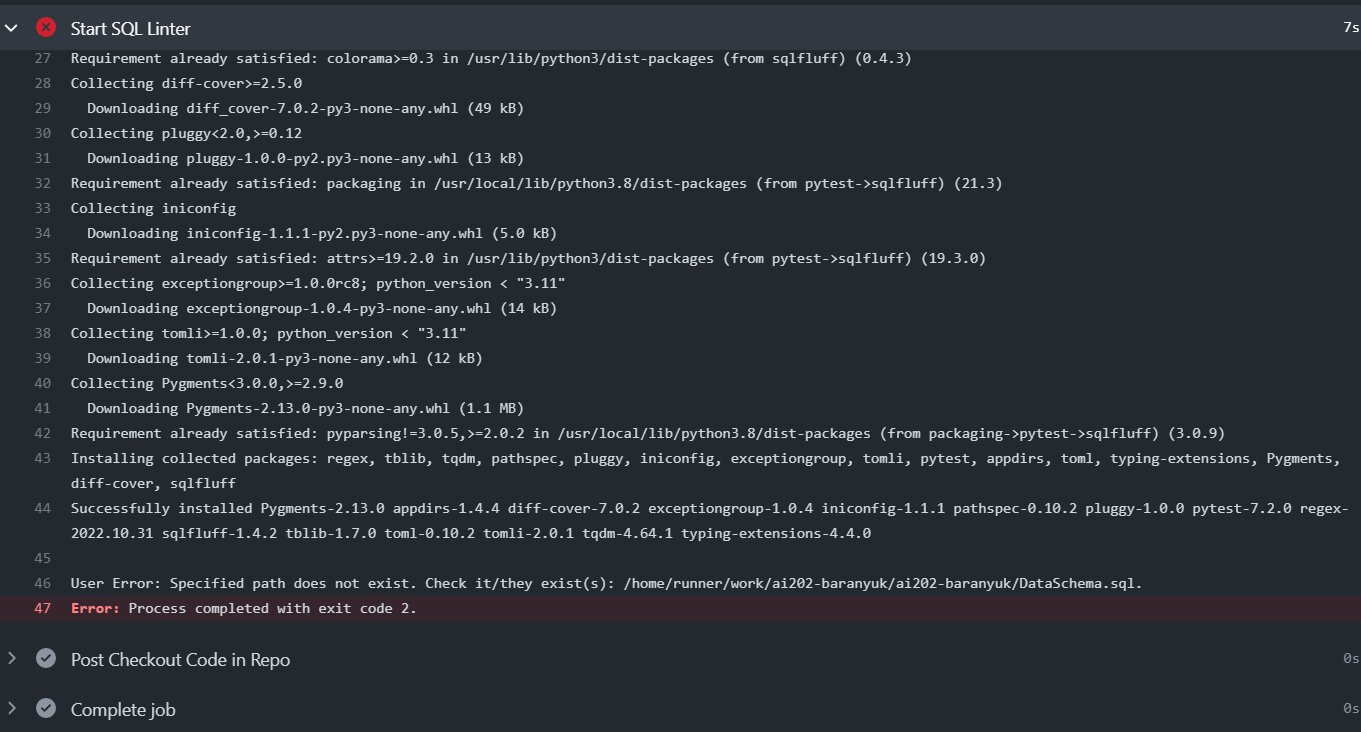 Start SQL Linter 7s
27 Requirement already satisfied: colorama>=0.3 in /usr/lib/python3/dist-packages (from sqlfluff) (0.4.3)
28 Collecting diff-cover>=2.5.0
29 Downloading diff_cover-7.0.2-py3-none-any.whl (49 kB)
30 Collecting pluggy<2.0,>=0.12
31 Downloading pluggy-1.0.0-py2.py3-none-any.whl (13 kB)
32 Requirement already satisfied: packaging in /usr/local/lib/python3.8/dist-packages (from pytest->sqlfluff) (21.3)
33 Collecting iniconfig
34 Downloading iniconfig-1.1.1-py2.py3-none-any.whl (5.0 kB)
35 Requirement already satisfied: attrs>=19.2.0 in /usr/lib/python3/dist-packages (from pytest->sqlfluff) (19.3.0)
36 Collecting exceptiongroup>=1.0.0rc8; python_version < "3.11"
37 Downloading exceptiongroup-1.0.4-py3-none-any.whl (14 kB)
38 Collecting tomli>=1.0.0; python_version < "3.11"
39 Downloading tomli-2.0.1-py3-none-any.whl (12 kB)
40 Collecting Pygments<3.0.0,>=2.9.0
41 Downloading Pygments-2.13.0-py3-none-any.whl (1.1 MB)
42 Requirement already satisfied: pyparsing!=3.0.5,>=2.0.2 in /usr/local/lib/python3.8/dist-packages (from packaging->pytest->sqlfluff) (3.0.9)
43 Installing collected packages: regex, tblib, tqdm, pathspec, pluggy, iniconfig, exceptiongroup, tomli, pytest, appdirs, toml, typing-extensions, Pygments,
diff-cover, sqlfluff
44 Successfully installed Pygments-2.13.0 appdirs-1.4.4 diff-cover-7.0.2 exceptiongroup-1.0.4 iniconfig-1.1.1 pathspec-0.10.2 pluggy-1.0.0 pytest-7.2.0 regex-
2022.10.31 sqlfluff-1.4.2 tblib-1.7.0 toml-0.10.2 tomli-2.0.1 tqdm-4.64.1 typing-extensions-4.4.0
45
46 User Error: Specified path does not exist. Check it/they exist(s): /home/runner/work/ai202-baranyuk/ai202-baranyuk/DataSchema.sql.
47 Error: Process completed with exit code 2.
Post Checkout Code in Repo 0s
Complete job 0s